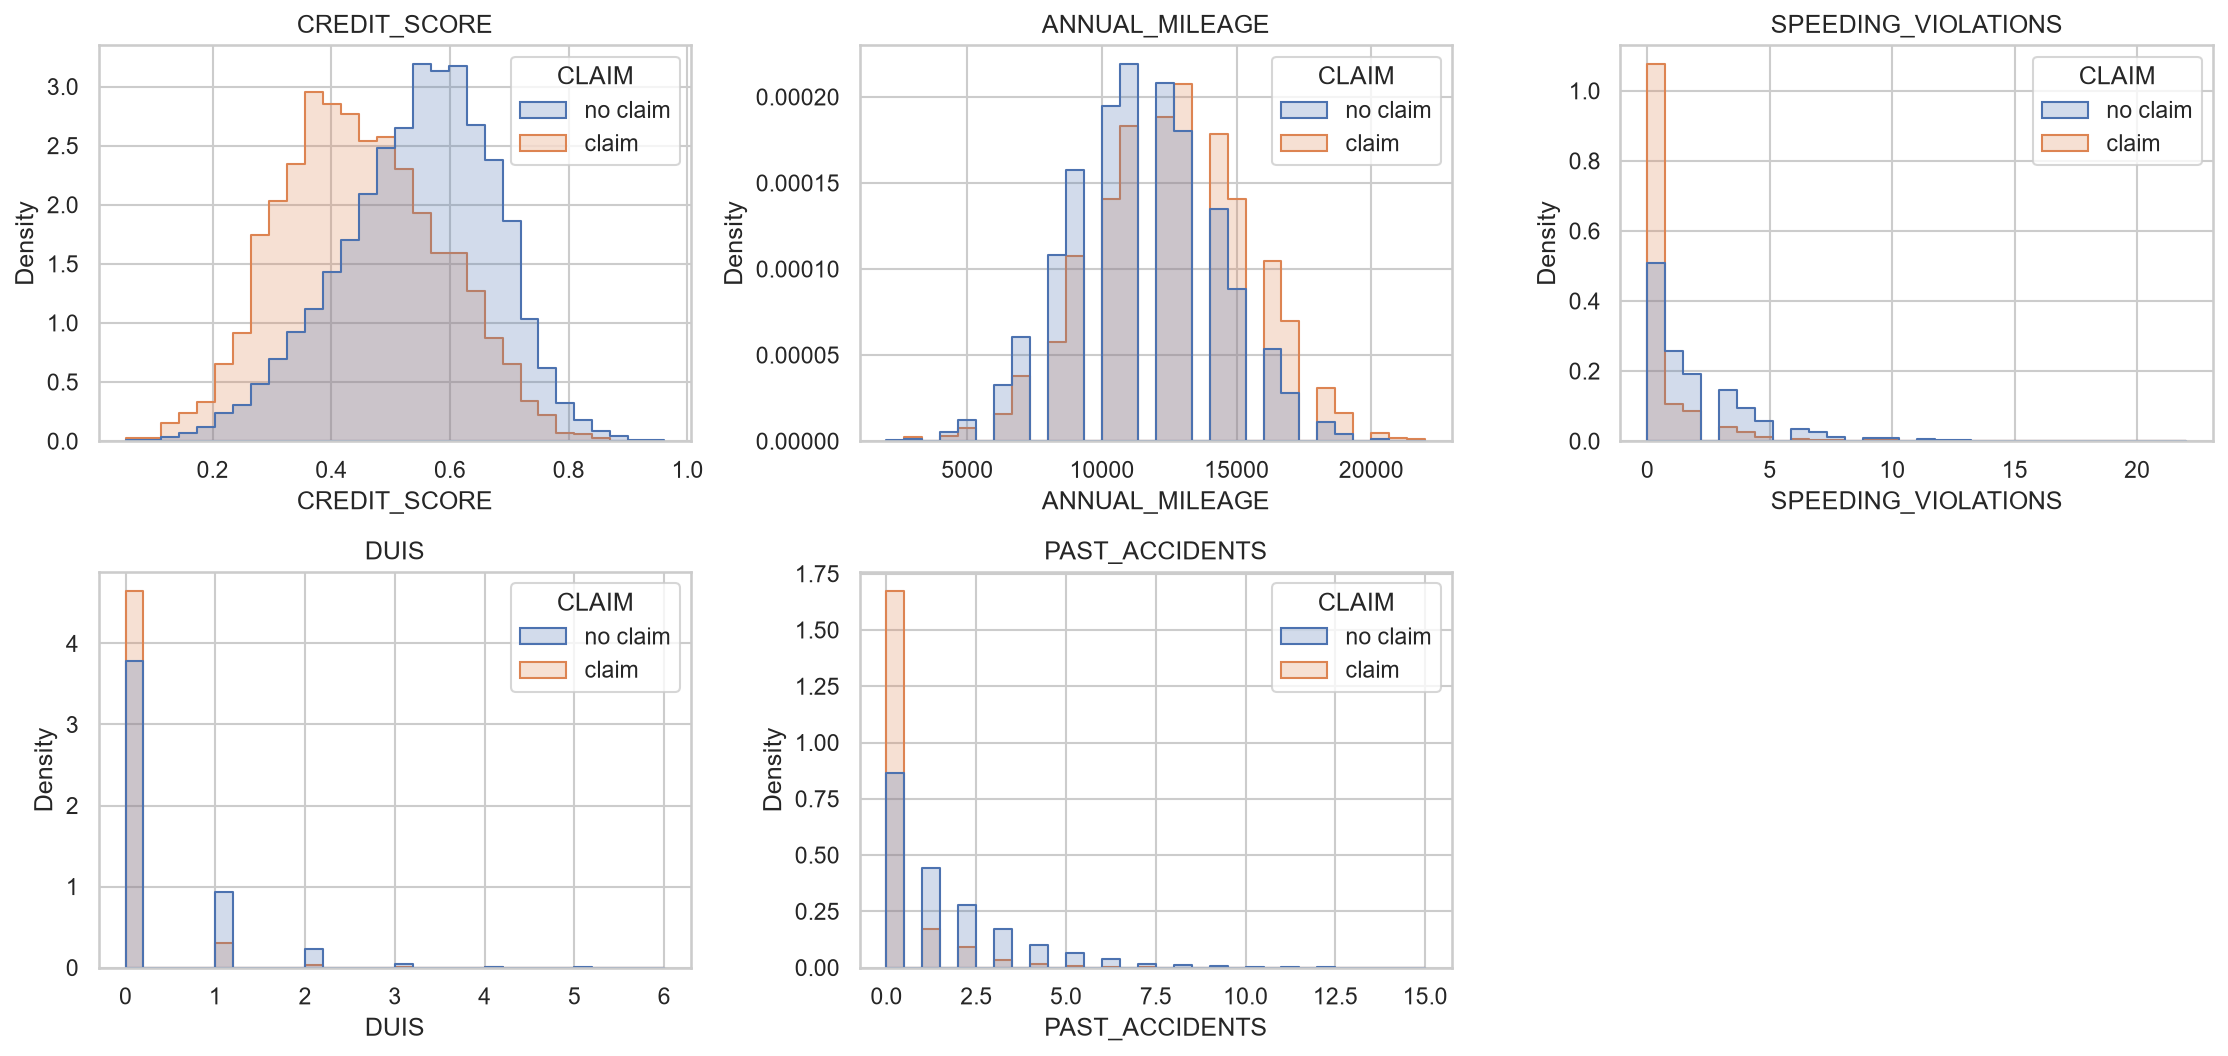 CREDIT_SCORE
Density
3.0
2.5
2.0
1.5
1.0
0.5
0.0
0.2
0.4
0.6
0.8
1.0
CREDIT_SCORE
CLAIM
no claim
claim
ANNUAL_MILEAGE
Density
0.00020
0.00015
0.00010
0.00005
0.00000
5000
10000
15000
20000
ANNUAL_MILEAGE
CLAIM
no claim
claim
SPEEDING_VIOLATIONS
Density
1.0
0.8
0.6
0.4
0.2
0.0
0
5
10
15
20
SPEEDING_VIOLATIONS
CLAIM
no claim
claim
DUIS
Density
4
3
2
1
0
0
1
2
3
4
5
6
DUIS
CLAIM
no claim
claim
PAST_ACCIDENTS
Density
1.75
1.50
1.25
1.00
0.75
0.50
0.25
0.00
0.0
2.5
5.0
7.5
10.0
12.5
15.0
PAST_ACCIDENTS
CLAIM
no claim
claim